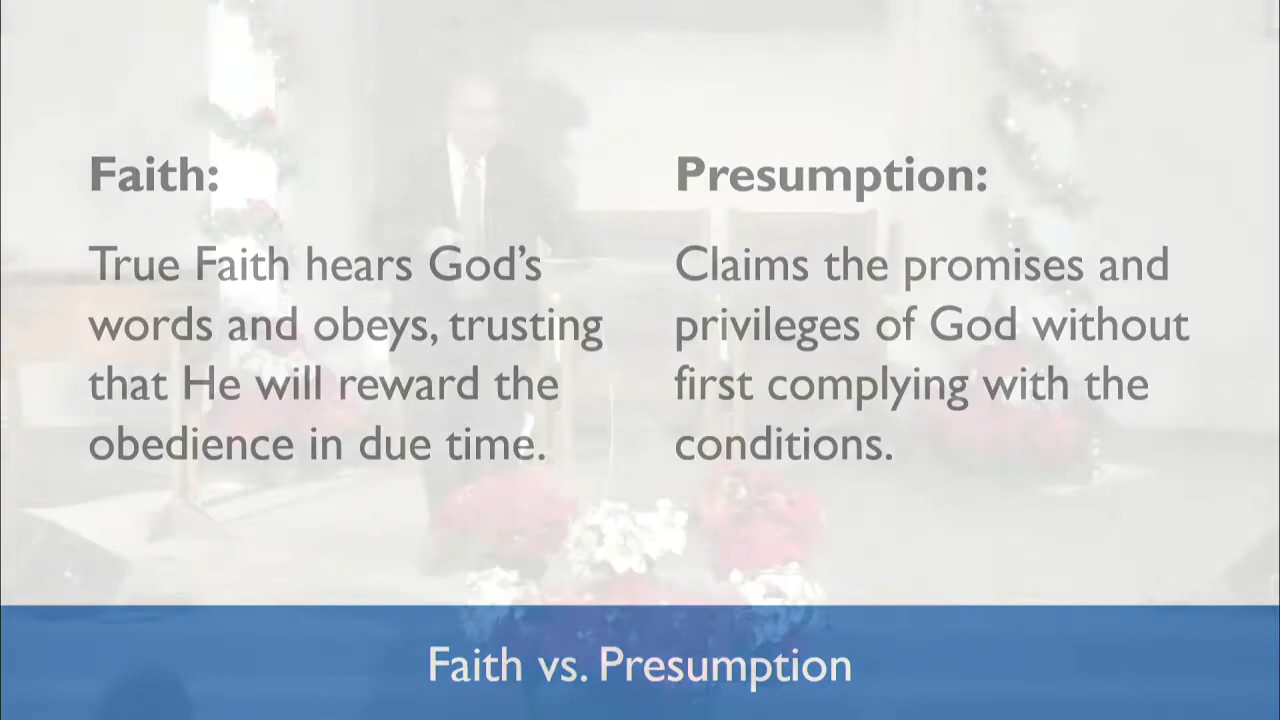 Faith:
True Faith hears God's
words and obeys, trusting
that He will reward the
obedience in due time.
Presumption:
Claims the promises and
privileges of God without
first complying with the
conditions.
Faith vs. Presumption